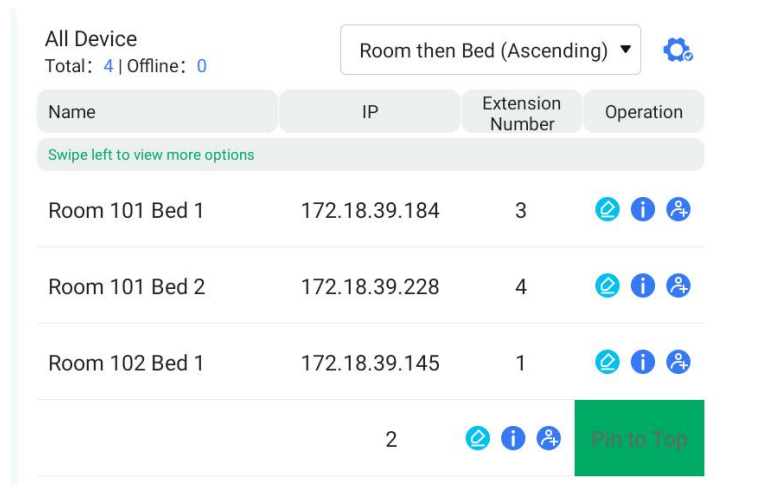 All Device
Total: 4 | Offline: 0
Room then Bed (Ascending)
Name IP Extension Number Operation
Swipe left to view more options
Room 101 Bed 1 172.18.39.184 3
Room 101 Bed 2 172.18.39.228 4
Room 102 Bed 1 172.18.39.145 1
2 Pin to Top